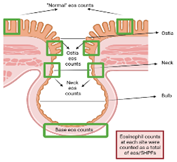 "Normal" eos counts
Ostia
Ostia
eos
counts
Neck
Neck
eos
counts
Bulb
Base eos counts
Eosinophil counts
at each site were
counted as a total
of eos/5HPFs